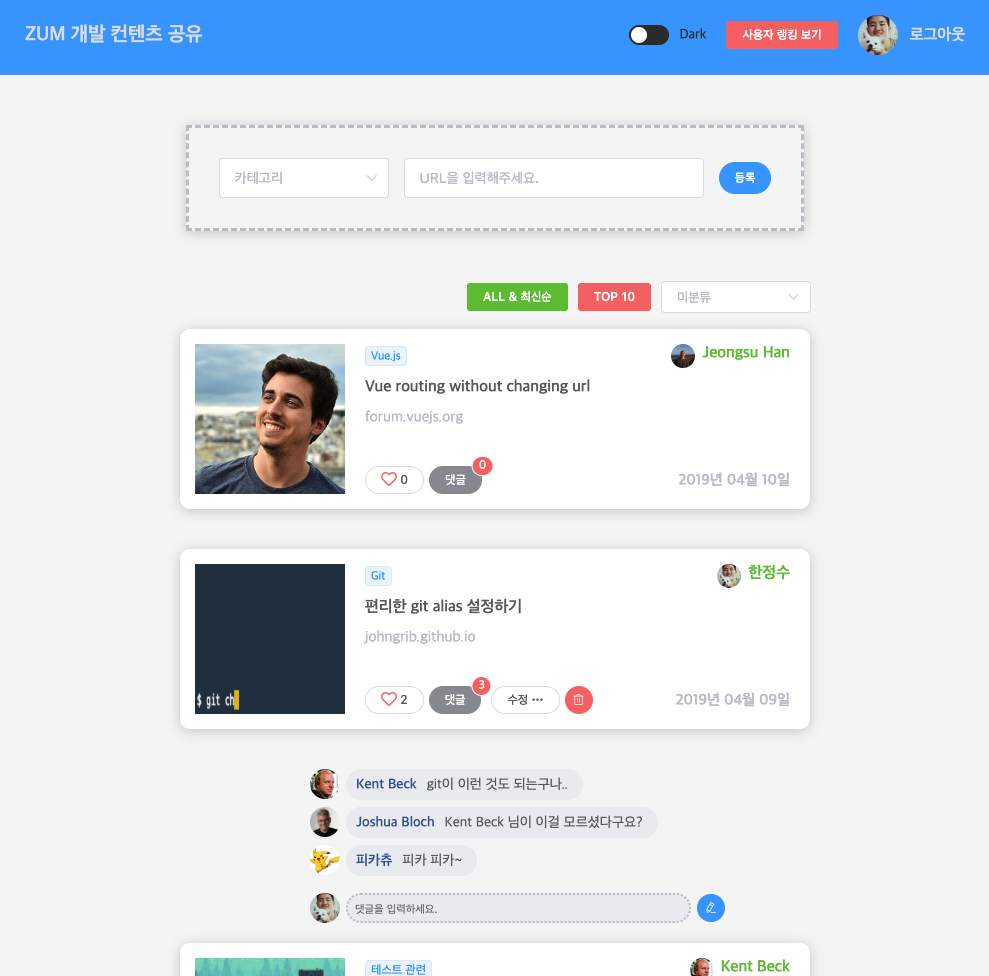 ZUM 개발 컨텐츠 공유
Dark
사용자 랭킹 보기
로그아웃
카테고리
URL을 입력해주세요.
등록
ALL & 최신순
TOP 10
미분류
Vue.js
Jeongsu Han
Vue routing without changing url
forum.vuejs.org
0
댓글
0
2019년 04월 10일
Git
한정수
편리한 git alias 설정하기
johngrib.github.io
$ git ch
2
댓글
3
수정 •••
2019년 04월 09일
Kent Beck git이 이런 것도 되는구나..
Joshua Bloch Kent Beck 님이 이걸 모르셨다구요?
피카츄 피카 피카~
댓글을 입력하세요.
테스트 관련
Kent Beck